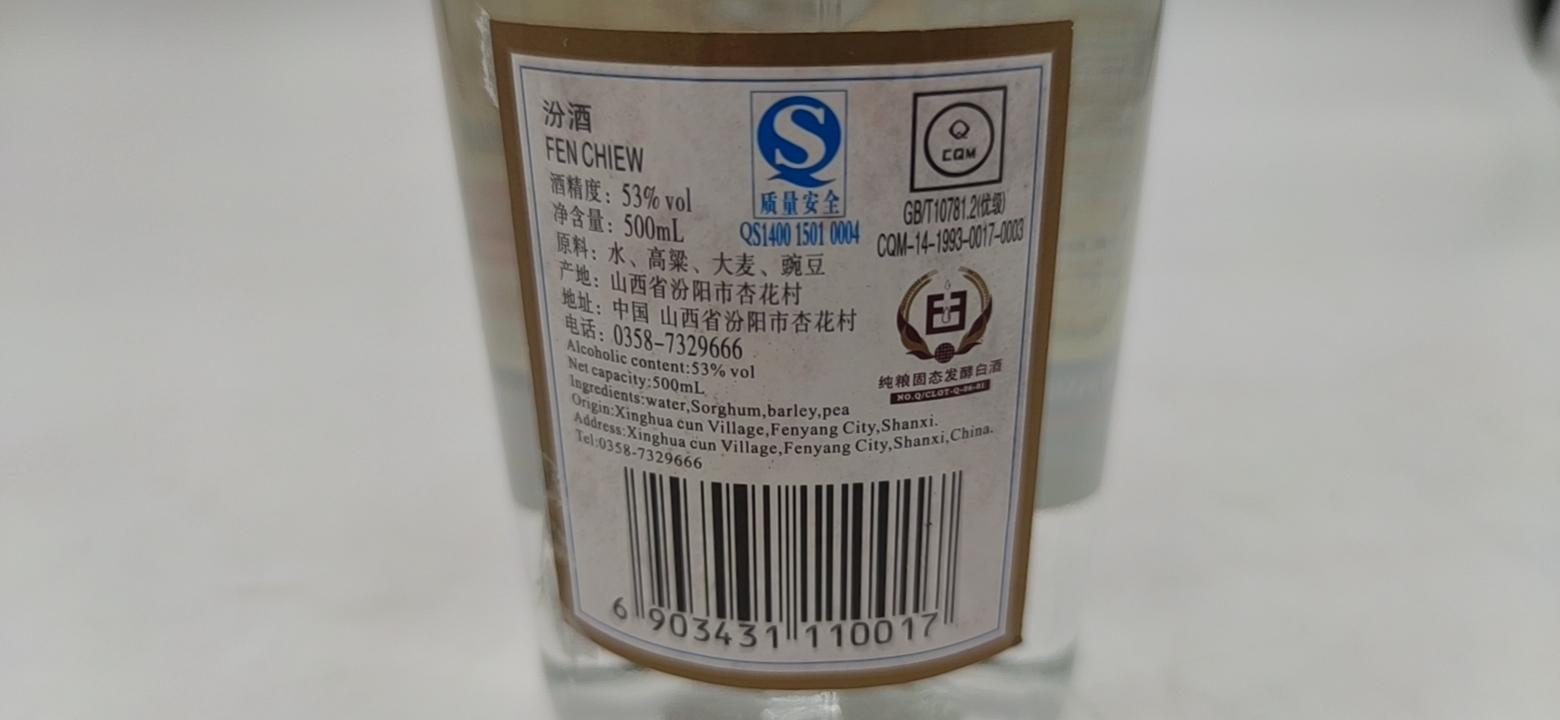 汾酒
FEN CHIEW
酒精度：53% vol
净含量：500mL
原料：水、高粱、大麦、豌豆
产地：山西省汾阳市杏花村
地址：中国 山西省汾阳市杏花村
电话：0358-7329666
Alcoholic content:53% vol
Net capacity:500mL
Ingredients:water,Sorghum,barley,pea
Origin:Xinghua cun Village,Fenyang City,Shanxi.
Address:Xinghua cun Village,Fenyang City,Shanxi,China.
Tel:0358-7329666
质量安全
QS1400 1501 0004
Q
CQM
GB/T10781.2(优级)
CQM-14-1993-0017-0003
纯粮固态发酵白酒
NO.Q/CLGT-Q-06-01
6 903431 110017